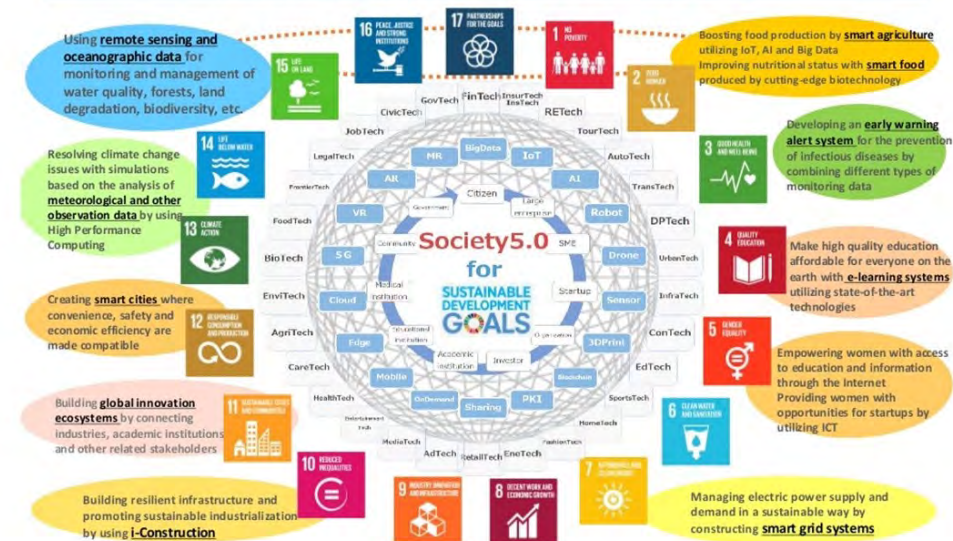 17 PARTNERSHIPS
FOR THE GOALS
16 PEACE, JUSTICE
AND STRONG
INSTITUTIONS
1 NO
POVERTY
Using remote sensing and
oceanographic data for
monitoring and management of
water quality, forests, land
degradation, biodiversity, etc.
15 LIFE
ON LAND
2 ZERO
HUNGER
Boosting food production by smart agriculture
utilizing IoT, AI and Big Data
Improving nutritional status with smart food
produced by cutting-edge biotechnology
GovTech
FinTech
InsurTech
InsTech
CivicTech
RETech
JobTech
TourTech
LegalTech
AutoTech
FrontierTech
TransTech
FoodTech
DPTech
BioTech
UrbanTech
EnviTech
InfraTech
AgriTech
ConTech
CareTech
EdTech
HealthTech
SportsTech
Entertainment
Tech
HomeTech
MediaTech
FashionTech
AdTech
RetailTech
EneTech
14 LIFE
BELOW WATER
Resolving climate change
issues with simulations
based on the analysis of
meteorological and other
observation data by using
High Performance
Computing
13 CLIMATE
ACTION
3 GOOD HEALTH
AND WELL-BEING
Developing an early warning
alert system for the prevention
of infectious diseases by
combining different types of
monitoring data
MR
BigData
IoT
AR
AI
VR
Robot
5G
Drone
Cloud
Sensor
Edge
3DPrint
Mobile
Blockchain
OnDemand
Sharing
PKI
Citizen
Government
Large
enterprise
Community
SME
Medical
institution
Startup
Educational
institution
Organization
Academic
institution
Investor
Society5.0
for
SUSTAINABLE
DEVELOPMENT
GOALS
4 QUALITY
EDUCATION
Make high quality education
affordable for everyone on the
earth with e-learning systems
utilizing state-of-the-art
technologies
Creating smart cities where
convenience, safety and
economic efficiency are
made compatible
12 RESPONSIBLE
CONSUMPTION
AND PRODUCTION
5 GENDER
EQUALITY
Empowering women with access
to education and information
through the Internet
Providing women with
opportunities for startups by
utilizing ICT
Building global innovation
ecosystems by connecting
industries, academic institutions
and other related stakeholders
11 SUSTAINABLE CITIES
AND COMMUNITIES
6 CLEAN WATER
AND SANITATION
Building resilient infrastructure and
promoting sustainable industrialization
by using i-Construction
10 REDUCED
INEQUALITIES
9 INDUSTRY, INNOVATION
AND INFRASTRUCTURE
8 DECENT WORK AND
ECONOMIC GROWTH
7 AFFORDABLE AND
CLEAN ENERGY
Managing electric power supply and
demand in a sustainable way by
constructing smart grid systems